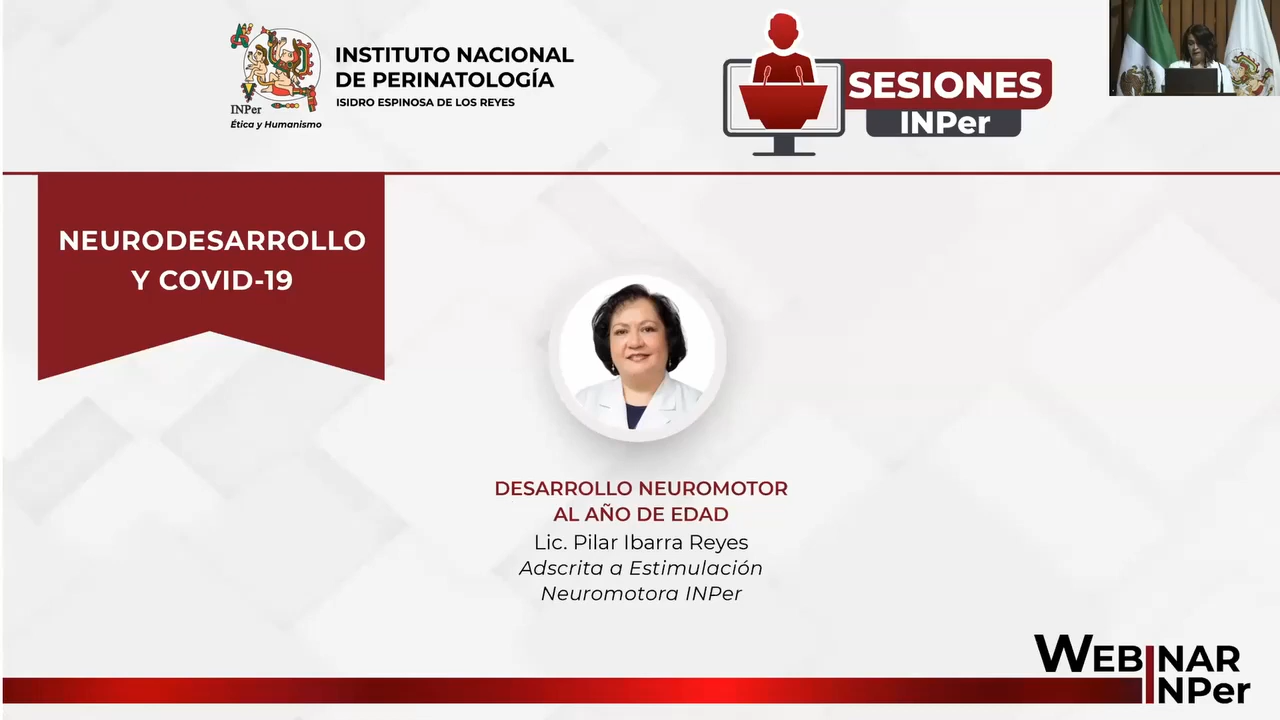 INSTITUTO NACIONAL
DE PERINATOLOGÍA
ISIDRO ESPINOSA DE LOS REYES
INPer
Ética y Humanismo
SESIONES
INPer
NEURODESARROLLO
Y COVID-19
DESARROLLO NEUROMOTOR
AL AÑO DE EDAD
Lic. Pilar Ibarra Reyes
Adscrita a Estimulación
Neuromotora INPer
WEBINAR
INPer